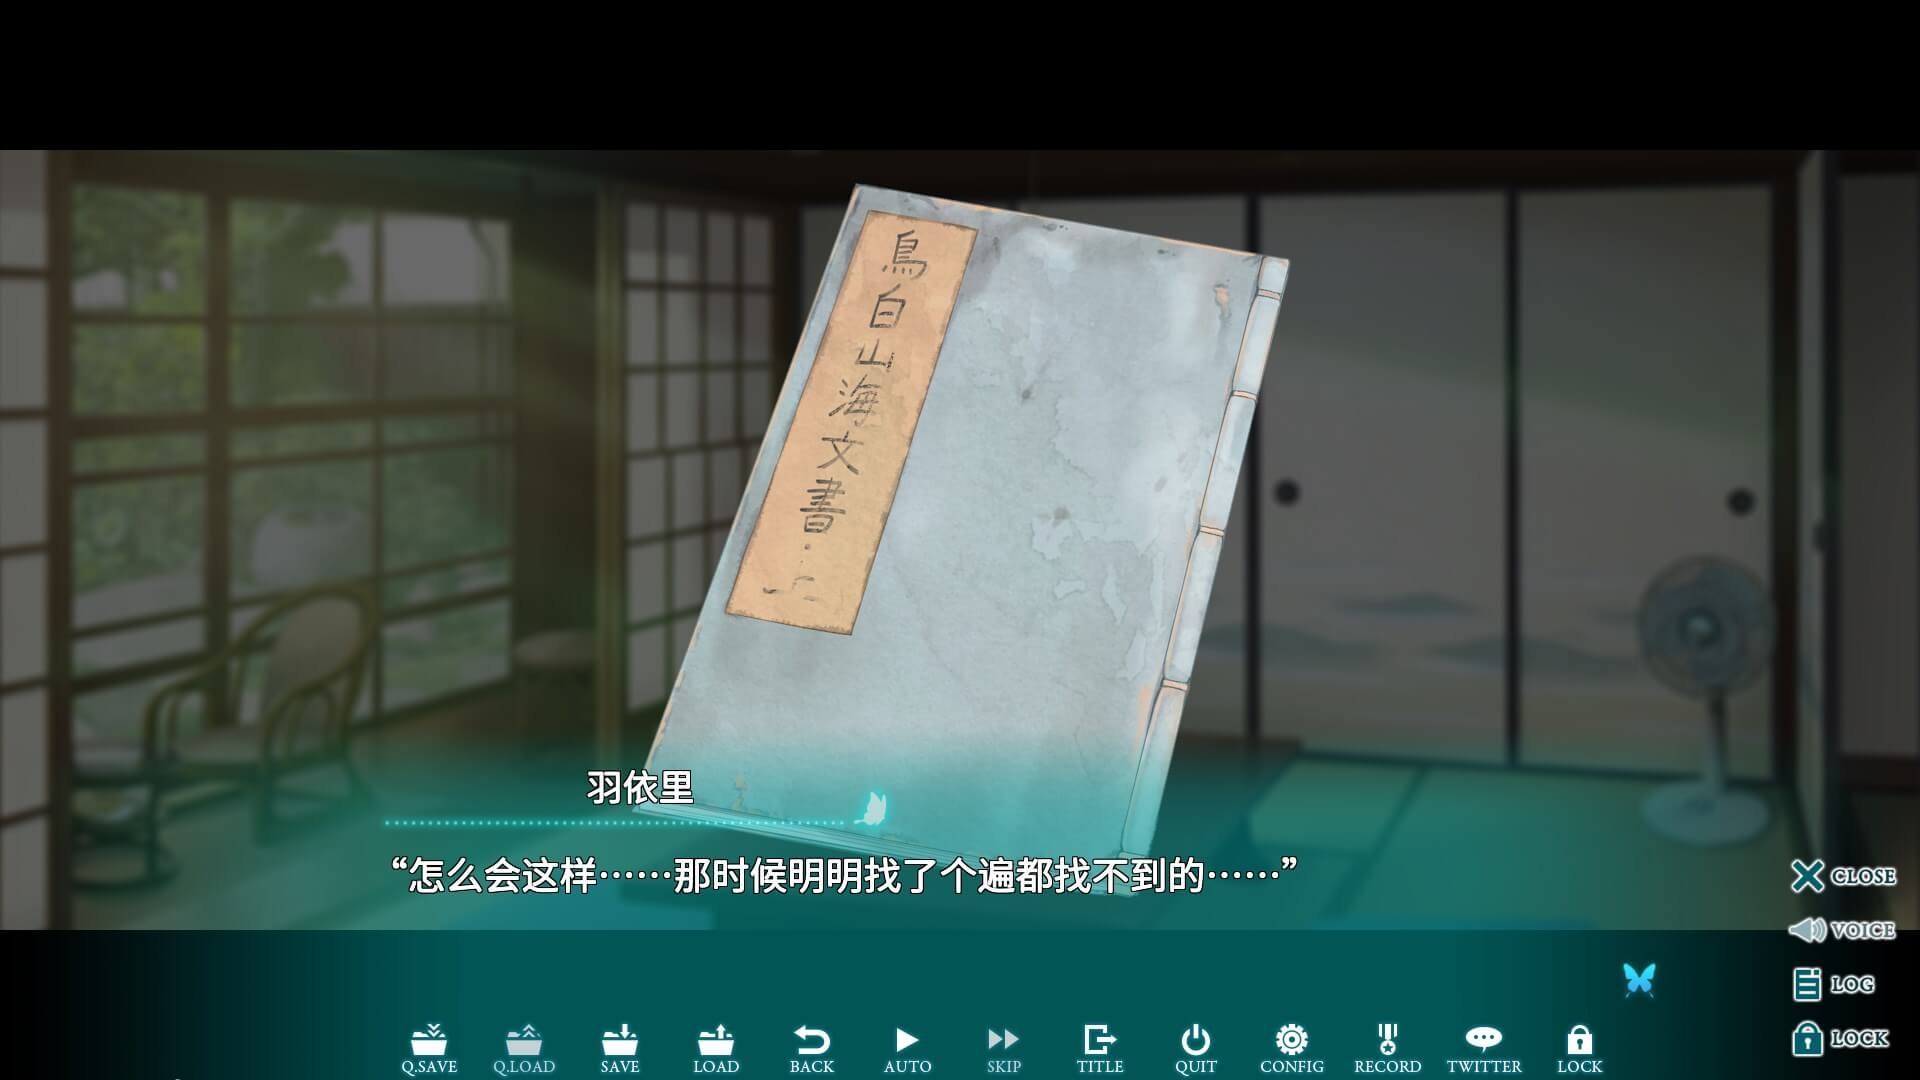 鳥白山海文書・上
羽依里
“怎么会这样……那时候明明找了个遍都找不到的……”
CLOSE
VOICE
LOG
LOCK
Q.SAVE Q.LOAD SAVE LOAD BACK AUTO SKIP TITLE QUIT CONFIG RECORD TWITTER LOCK